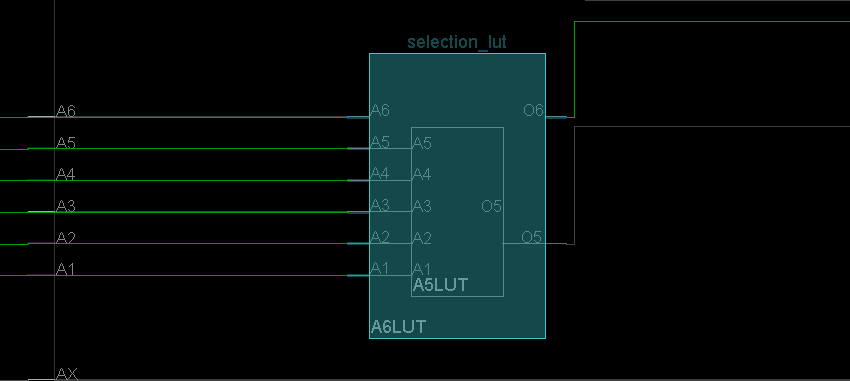 selection_lut
A6 A6 O6
A5 A5 A5
A4 A4 A4
A3 A3 A3 O5
A2 A2 A2 O5
A1 A1 A1
A5LUT
A6LUT
AX